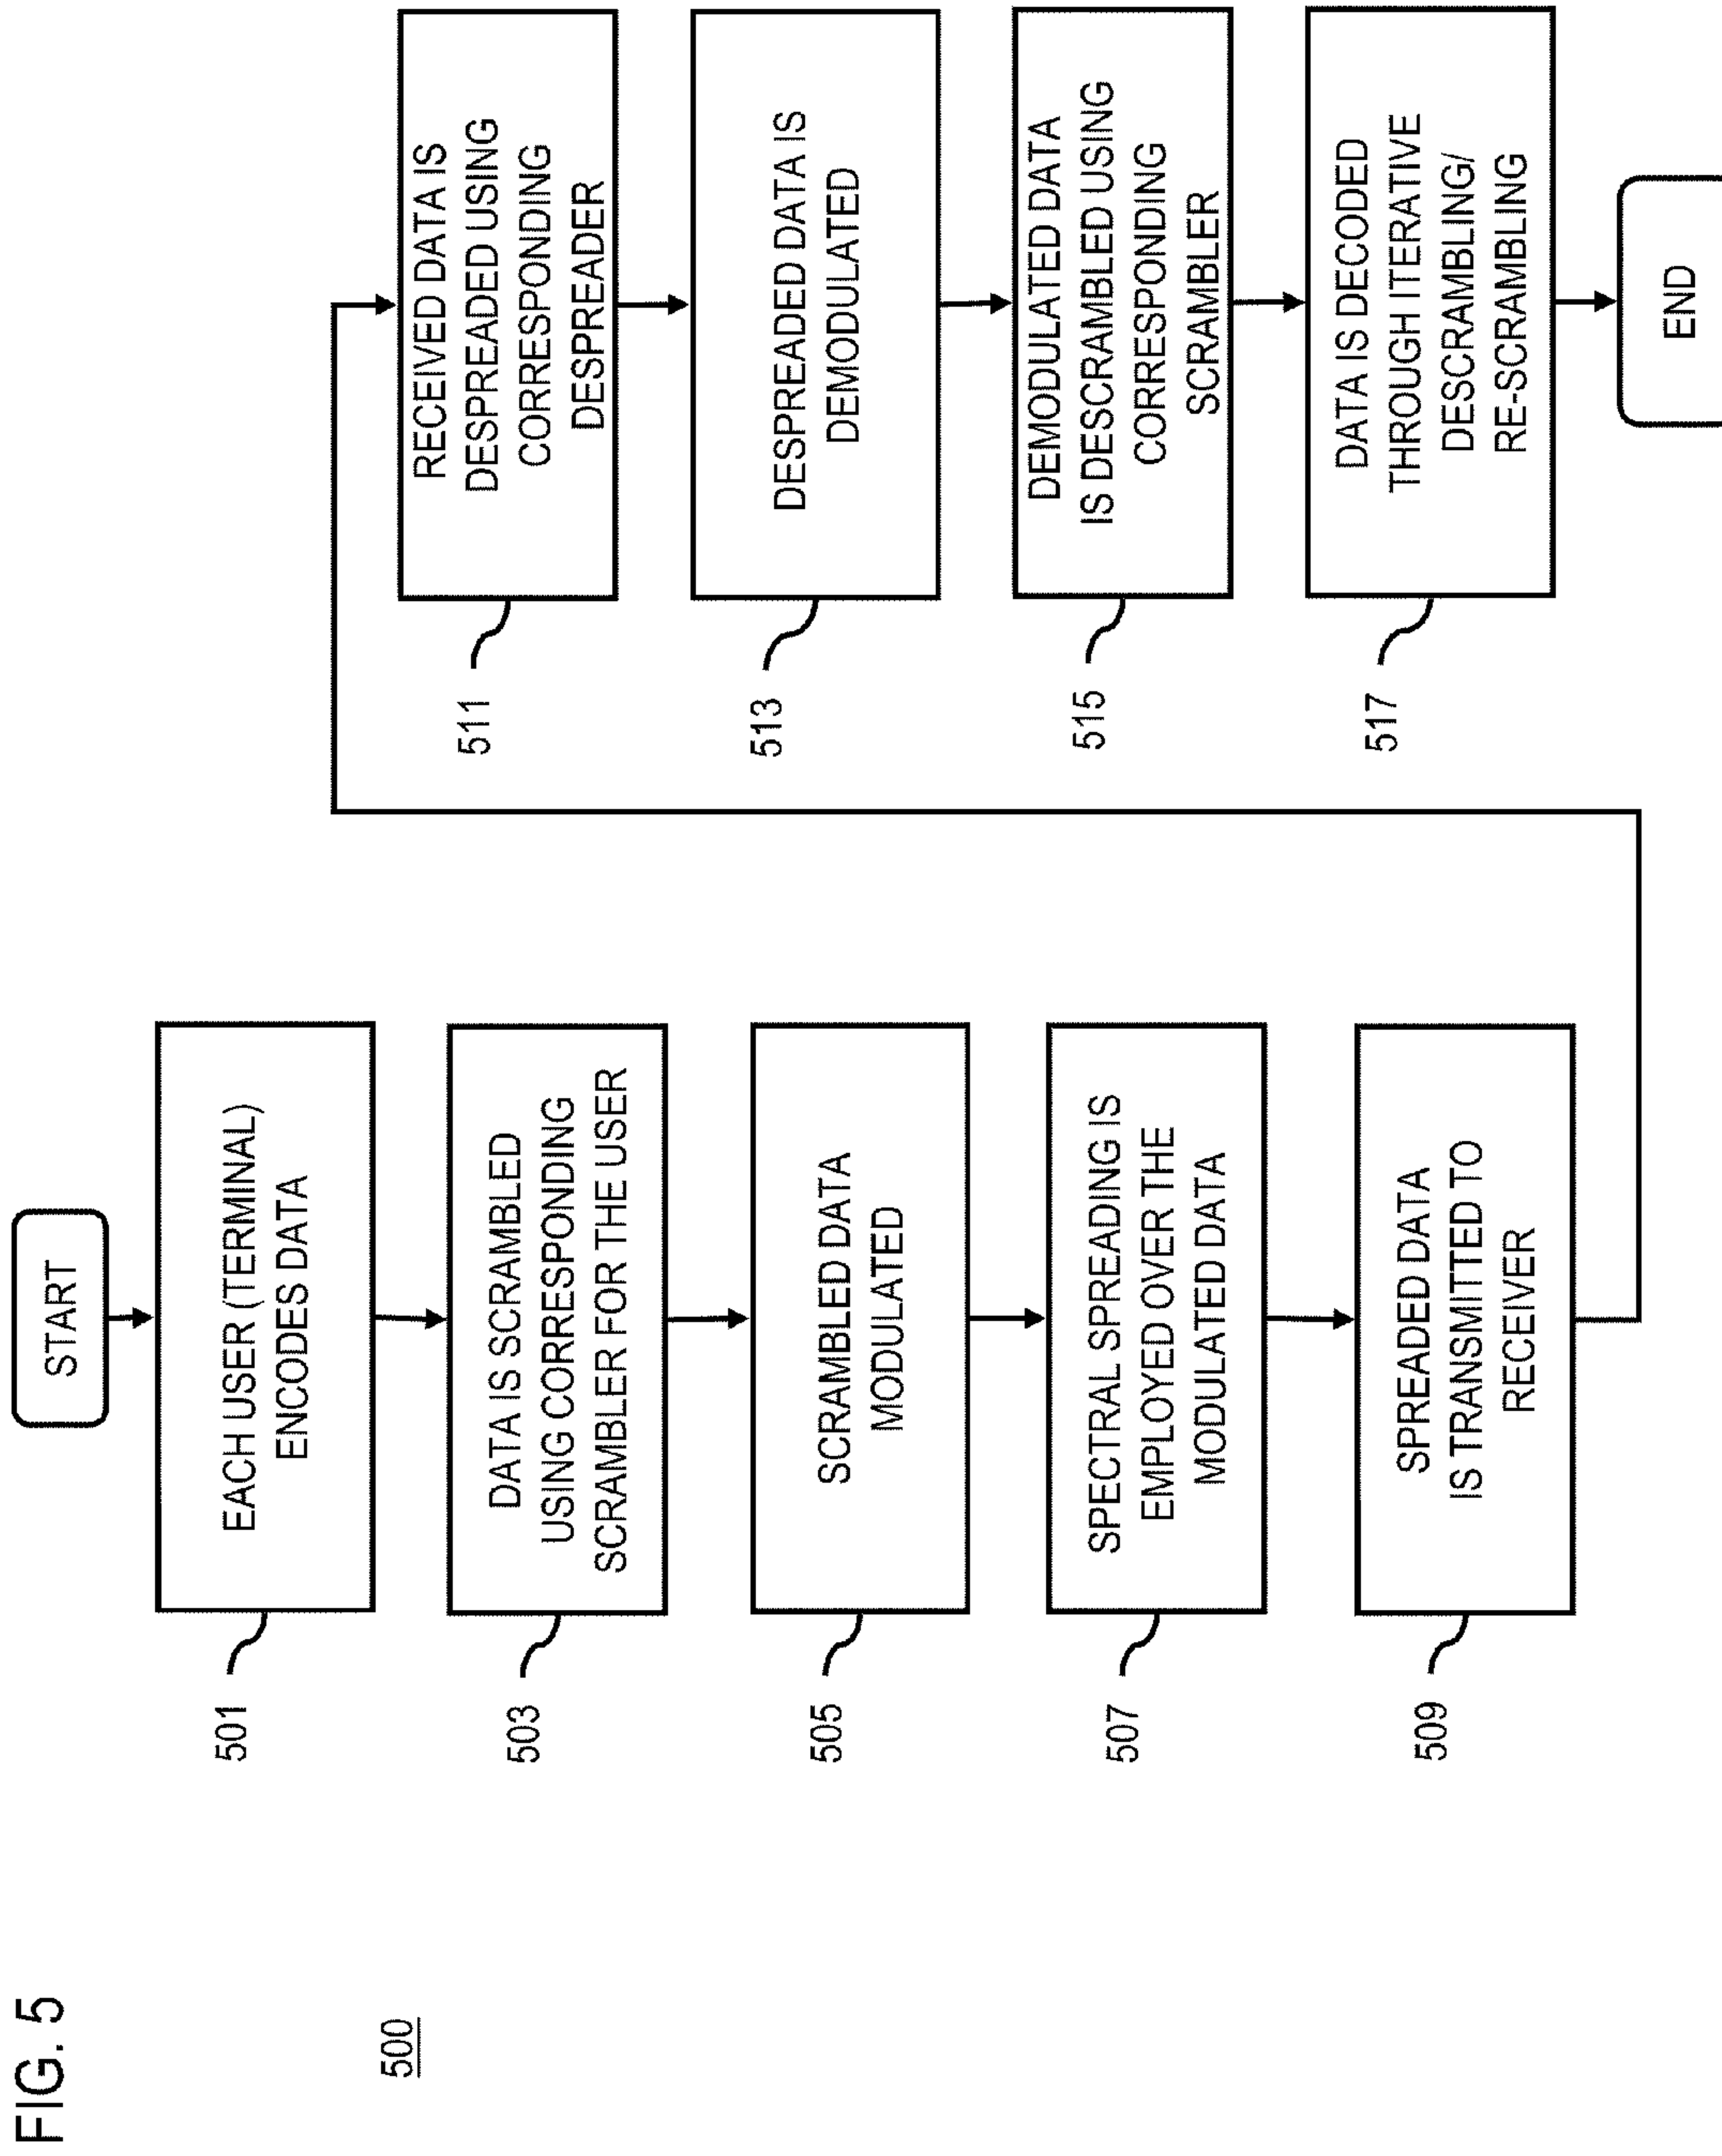 FIG. 5
500
START
EACH USER (TERMINAL)
ENCODES DATA
501
DATA IS SCRAMBLED
USING CORRESPONDING
SCRAMBLER FOR THE USER
503
SCRAMBLED DATA
MODULATED
505
SPECTRAL SPREADING IS
EMPLOYED OVER THE
MODULATED DATA
507
SPREADED DATA
IS TRANSMITTED TO
RECEIVER
509
RECEIVED DATA IS
DESPREADED USING
CORRESPONDING
DESPREADER
511
DESPREADED DATA IS
DEMODULATED
513
DEMODULATED DATA
IS DESCRAMBLED USING
CORRESPONDING
SCRAMBLER
515
DATA IS DECODED
THROUGH ITERATIVE
DESCRAMBLING/
RE-SCRAMBLING
517
END